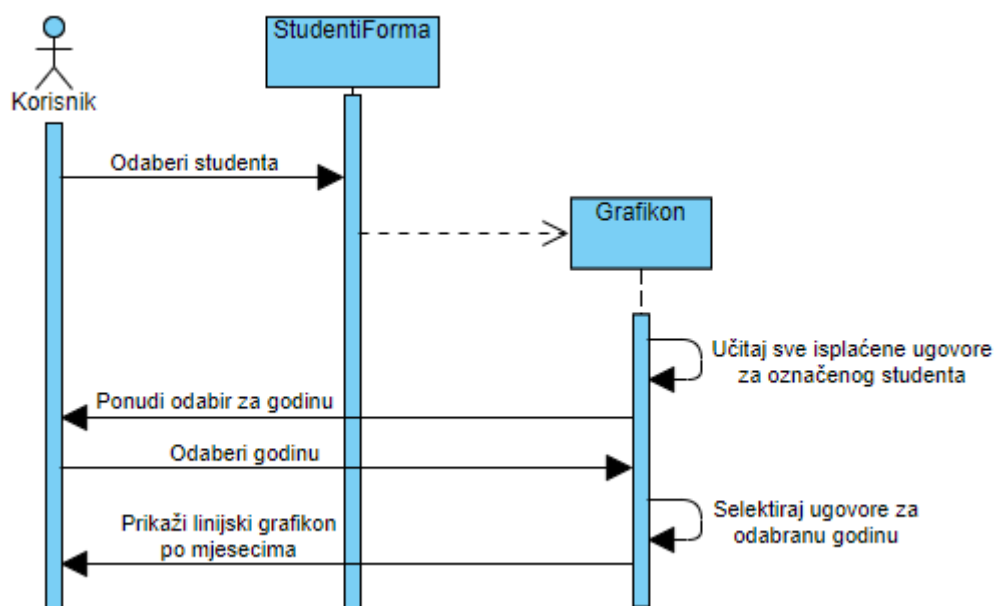 StudentiForma
Korisnik
Odaberi studenta
Grafikon
Učitaj sve isplaćene ugovore
za označenog studenta
Ponudi odabir za godinu
Odaberi godinu
Selektiraj ugovore za
odabranu godinu
Prikaži linijski grafikon
po mjesecima